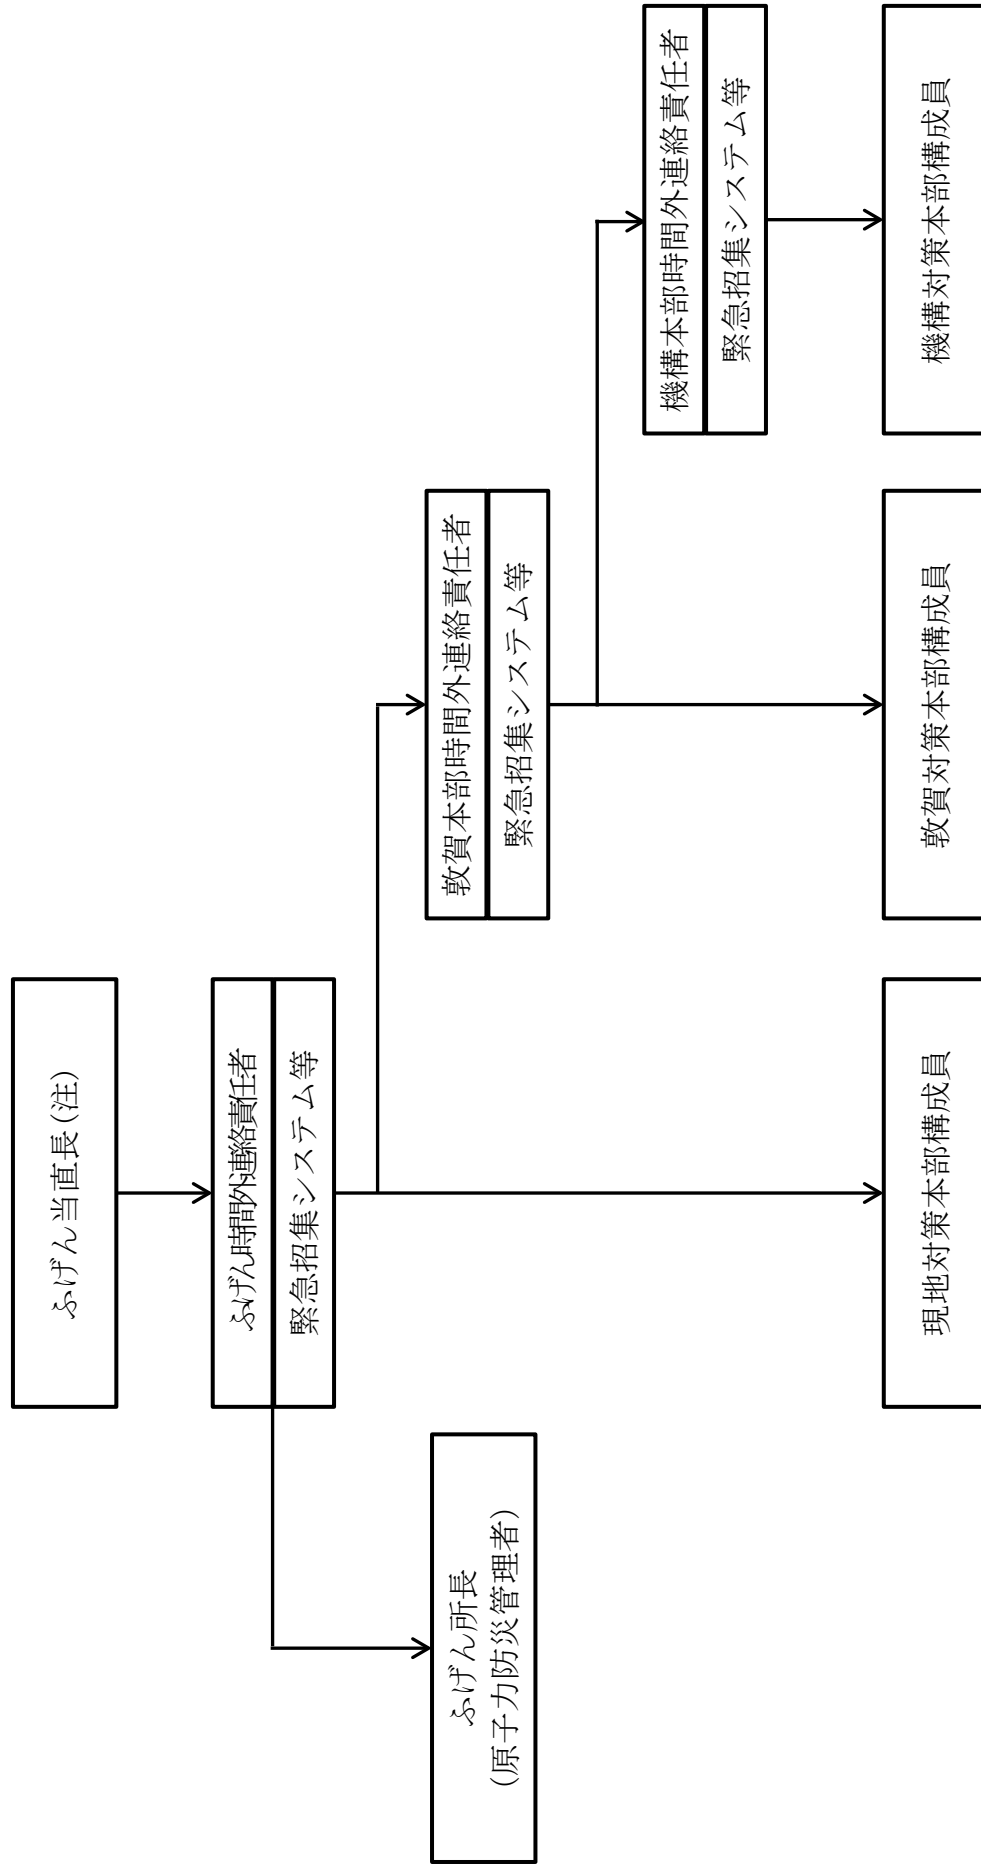 ふげん当直長(注)
ふげん時間外連絡責任者
緊急招集システム等
ふげん所長
(原子力防災管理者)
敦賀本部時間外連絡責任者
緊急招集システム等
機構本部時間外連絡責任者
緊急招集システム等
現地対策本部構成員
敦賀対策本部構成員
機構対策本部構成員